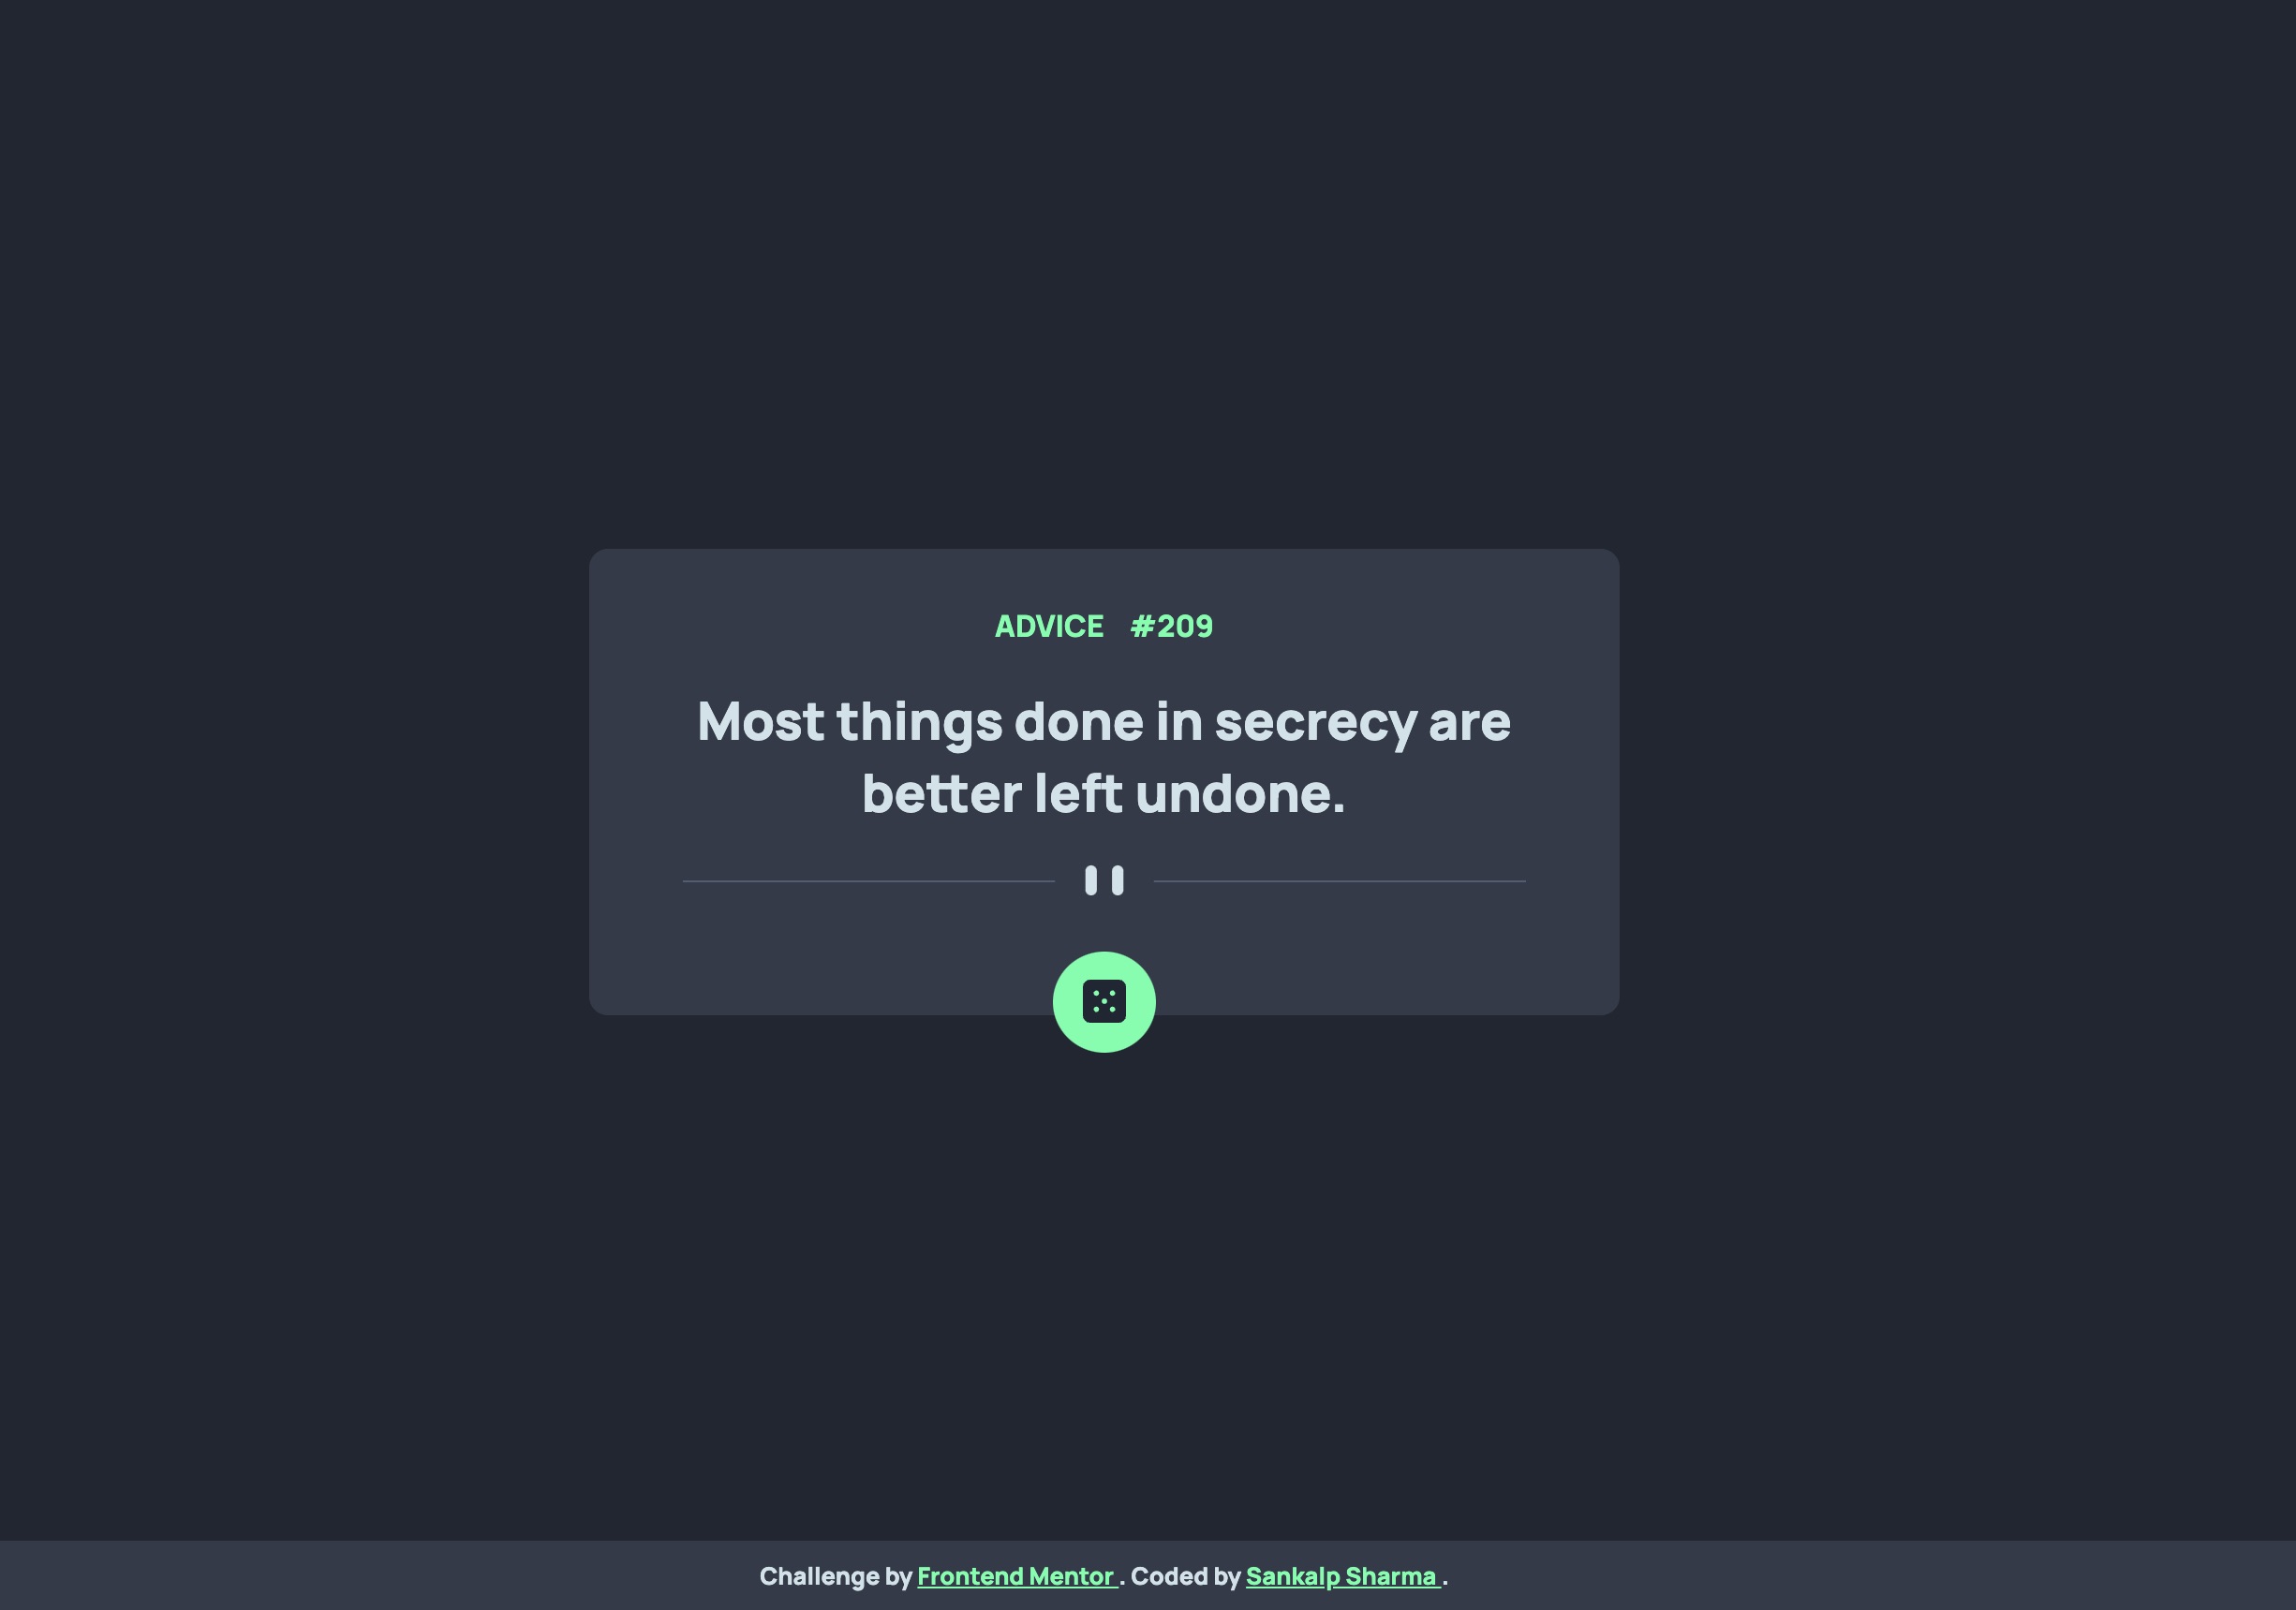 ADVICE #209
Most things done in secrecy are
better left undone.
Challenge by Frontend Mentor . Coded by Sankalp Sharma .